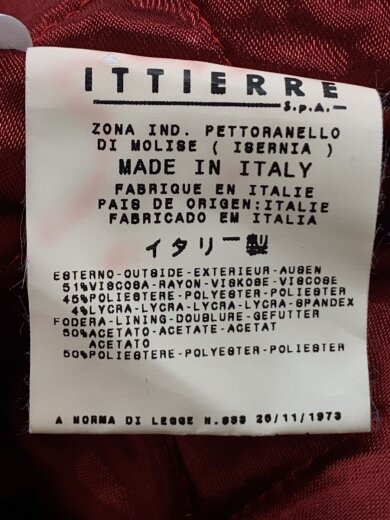 ITTIERRE
S.p.A.
ZONA IND. PETTORANELLO
DI MOLISE ( ISERNIA )
MADE IN ITALY
FABRIQUE EN ITALIE
PAIS DE ORIGEN:ITALIE
FABRICADO EM ITALIA
イタリー製
ESTERNO-OUTSIDE-EXTERIEUR-AUSEN
51%VISCOSA-RAYON-VISKOSE-VISCOSE
45%POLIESTERE-POLYESTER-POLIESTER
4%LYCRA-LYCRA-LYCRA-SPANDEX
FODERA-LINING-DOUBLURE-GEFUTTER
50%ACETATO-ACETATE-ACETAT
ACETATO
50%POLIESTERE-POLYESTER-POLIESTER
A NORMA DI LEGGE N.883 26/11/1973